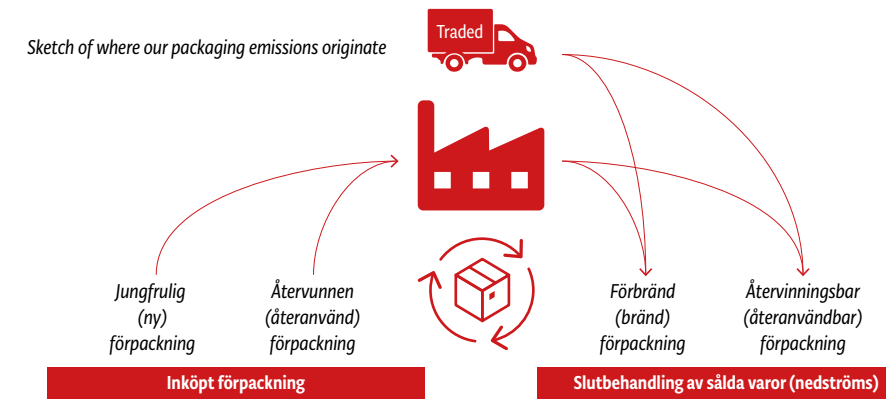 Traded
Sketch of where our packaging emissions originate
Jungfrulig
(ny)
förpackning
Återvunnen
(återanvänd)
förpackning
Förbränd
(bränd)
förpackning
Återvinningsbar
(återanvändbar)
förpackning
Inköpt förpackning
Slutbehandling av sålda varor (nedströms)